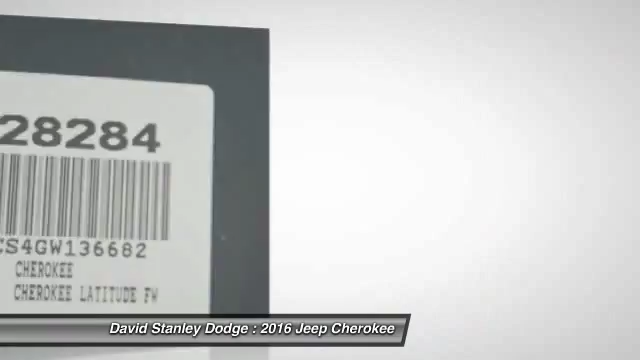 28284
CS4GW136682
CHEROKEE
CHEROKEE LATITUDE FW
David Stanley Dodge : 2016 Jeep Cherokee